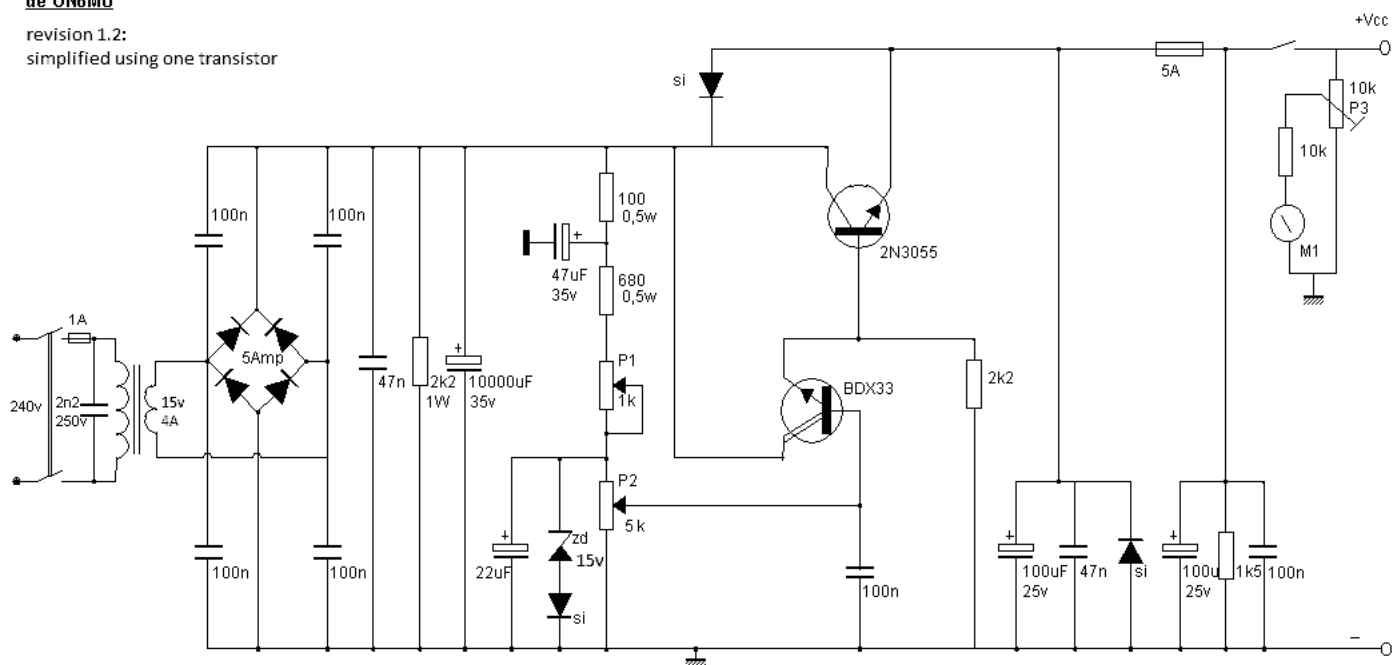 de ON6MU
revision 1.2:
simplified using one transistor
+Vcc
si
5A
10k
P3
10k
M1
100n
100n
100
0,5w
+
47uF
35v
680
0,5w
2N3055
1A
5Amp
47n
2k2
1W
+
10000uF
35v
P1
1k
BDX33
2k2
240v
2n2
250v
15v
4A
P2
5k
100n
100n
+
22uF
zd
15v
si
100n
+
100uF
25v
47n
si
+
100u
25v
1k5
100n
–